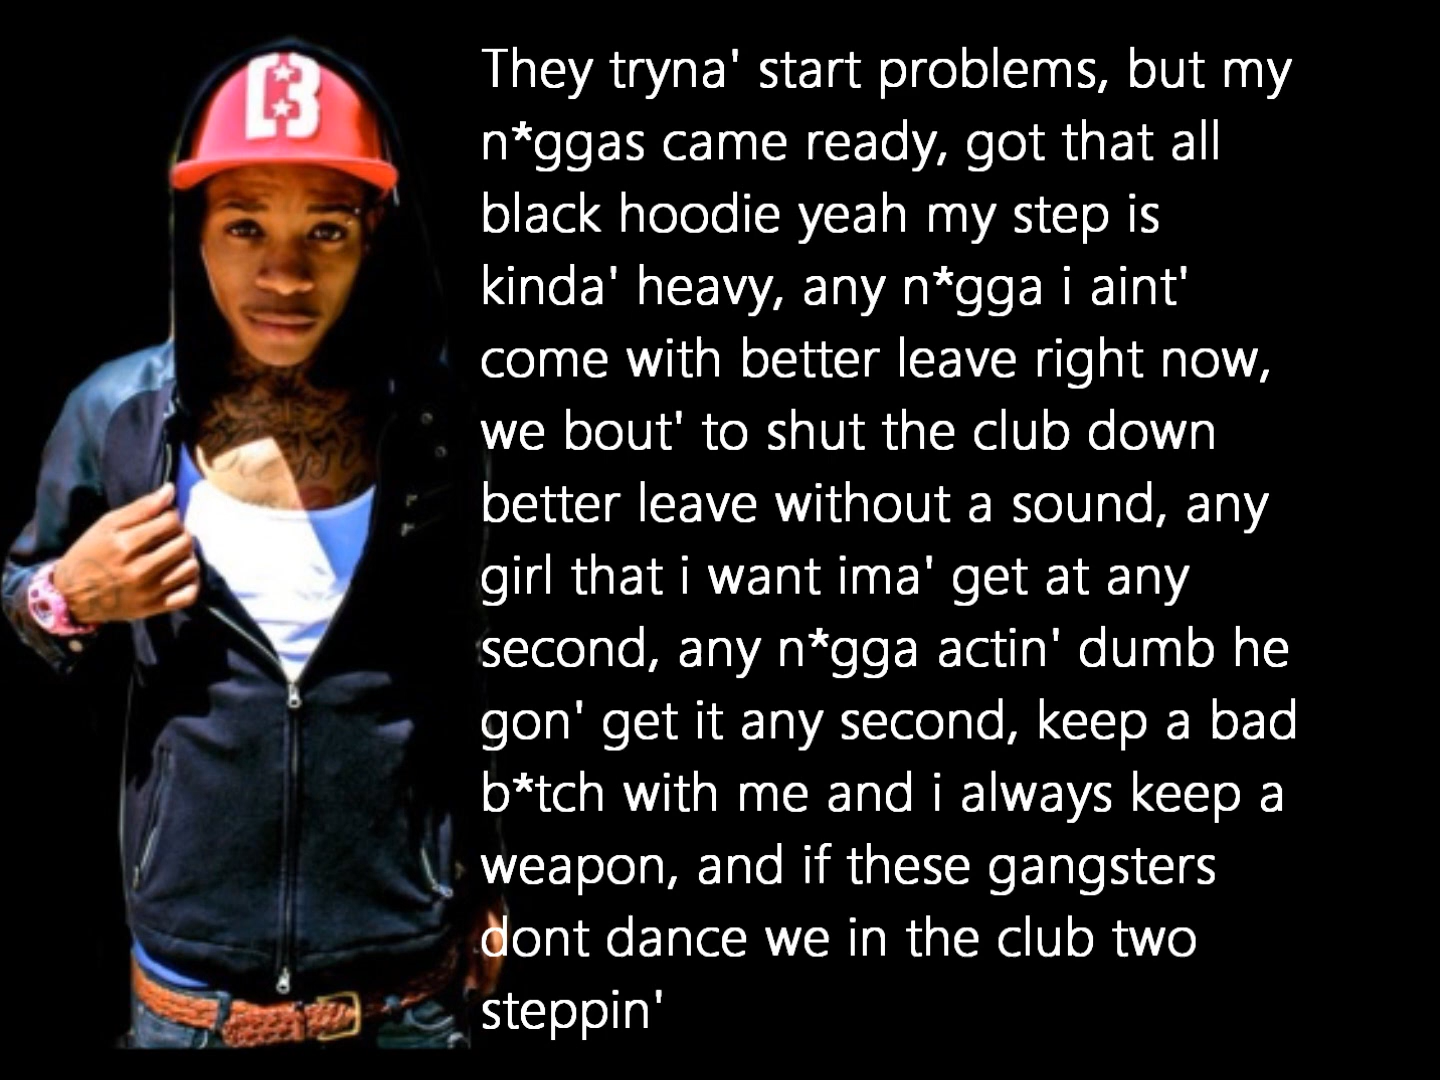 They tryna' start problems, but my
n*ggas came ready, got that all
black hoodie yeah my step is
kinda' heavy, any n*gga i aint'
come with better leave right now,
we bout' to shut the club down
better leave without a sound, any
girl that i want ima' get at any
second, any n*gga actin' dumb he
gon' get it any second, keep a bad
b*tch with me and i always keep a
weapon, and if these gangsters
dont dance we in the club two
steppin'